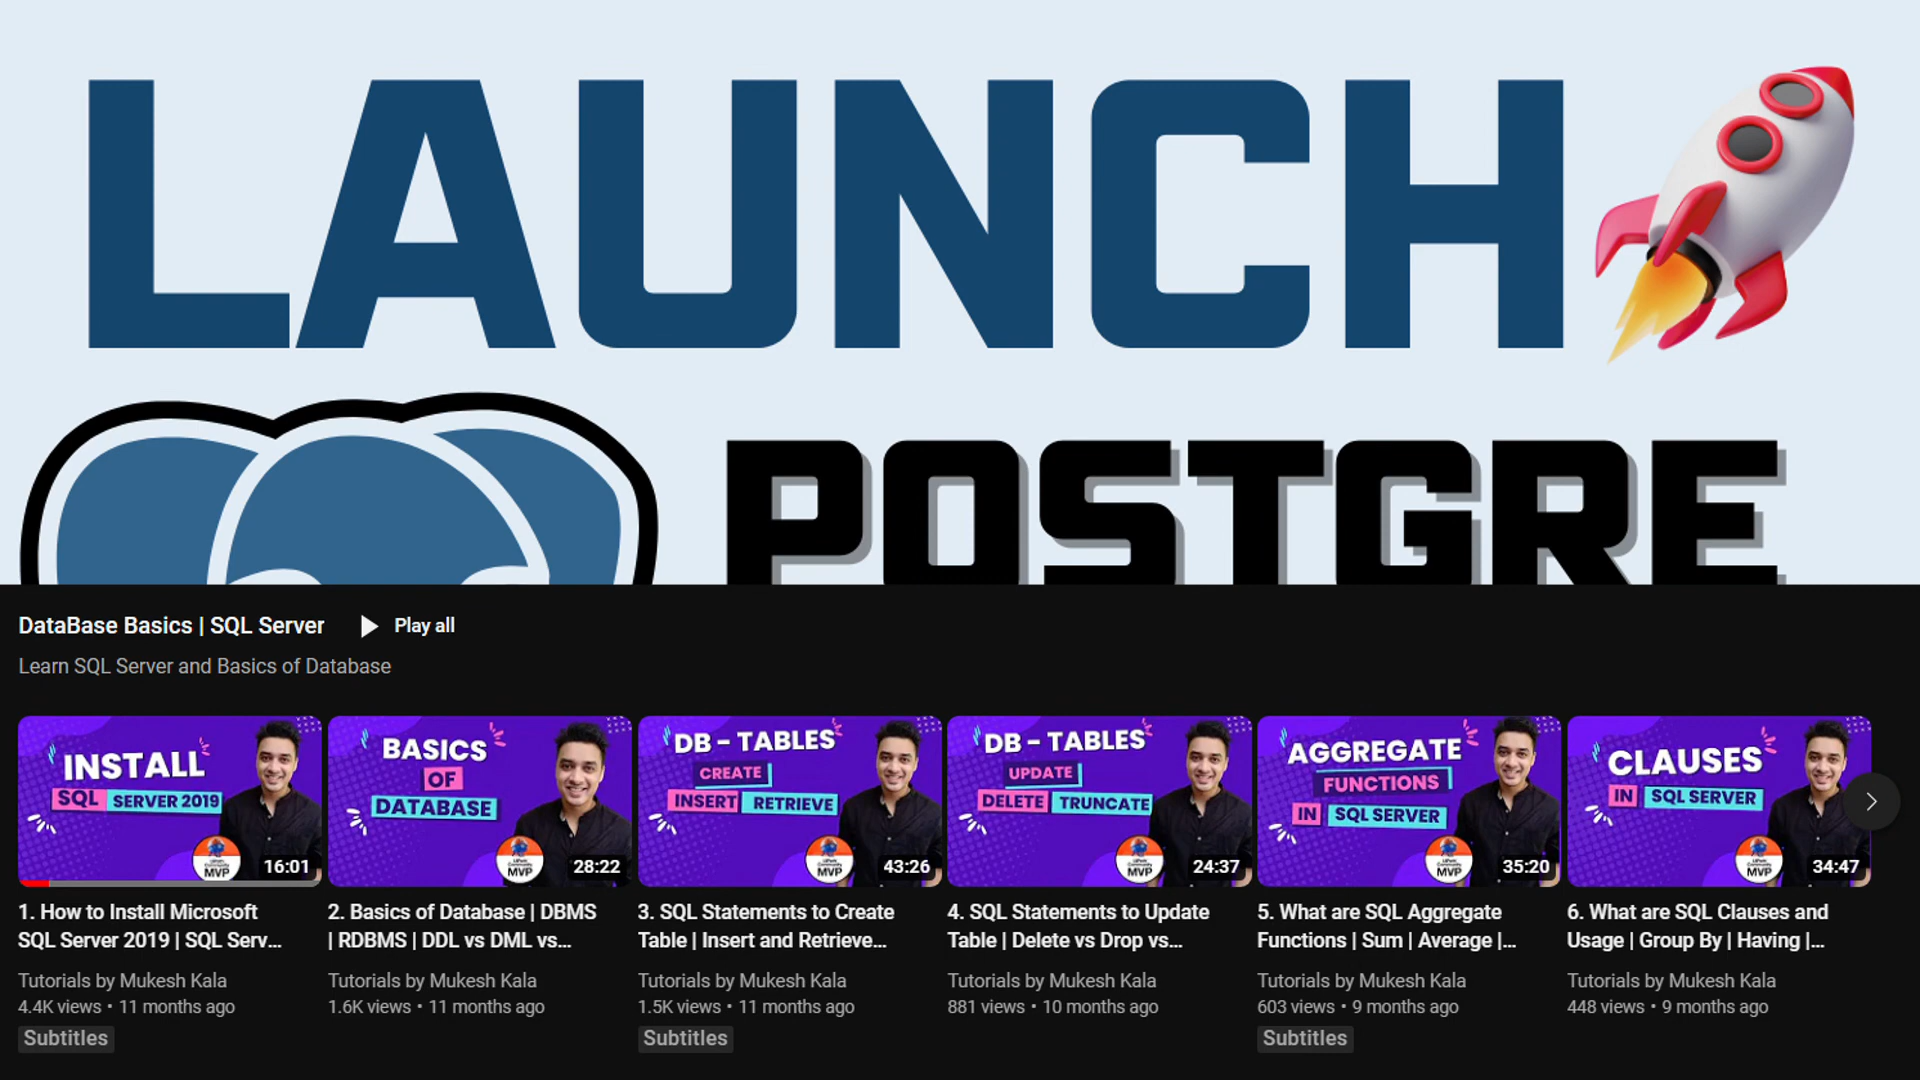 LAUNCH
POSTGRE
DataBase Basics | SQL Server
Play all
Learn SQL Server and Basics of Database
INSTALL
SQL SERVER 2019
MVP
16:01
BASICS
OF
DATABASE
MVP
28:22
DB - TABLES
CREATE
INSERT RETRIEVE
MVP
43:26
DB - TABLES
UPDATE
DELETE TRUNCATE
MVP
24:37
AGGREGATE
FUNCTIONS
IN SQL SERVER
MVP
35:20
CLAUSES
IN SQL SERVER
MVP
34:47
1. How to Install Microsoft
SQL Server 2019 | SQL Serv...
Tutorials by Mukesh Kala
4.4K views • 11 months ago
Subtitles
2. Basics of Database | DBMS
| RDBMS | DDL vs DML vs...
Tutorials by Mukesh Kala
1.6K views • 11 months ago
3. SQL Statements to Create
Table | Insert and Retrieve...
Tutorials by Mukesh Kala
1.5K views • 11 months ago
Subtitles
4. SQL Statements to Update
Table | Delete vs Drop vs...
Tutorials by Mukesh Kala
881 views • 10 months ago
5. What are SQL Aggregate
Functions | Sum | Average |...
Tutorials by Mukesh Kala
603 views • 9 months ago
Subtitles
6. What are SQL Clauses and
Usage | Group By | Having |...
Tutorials by Mukesh Kala
448 views • 9 months ago